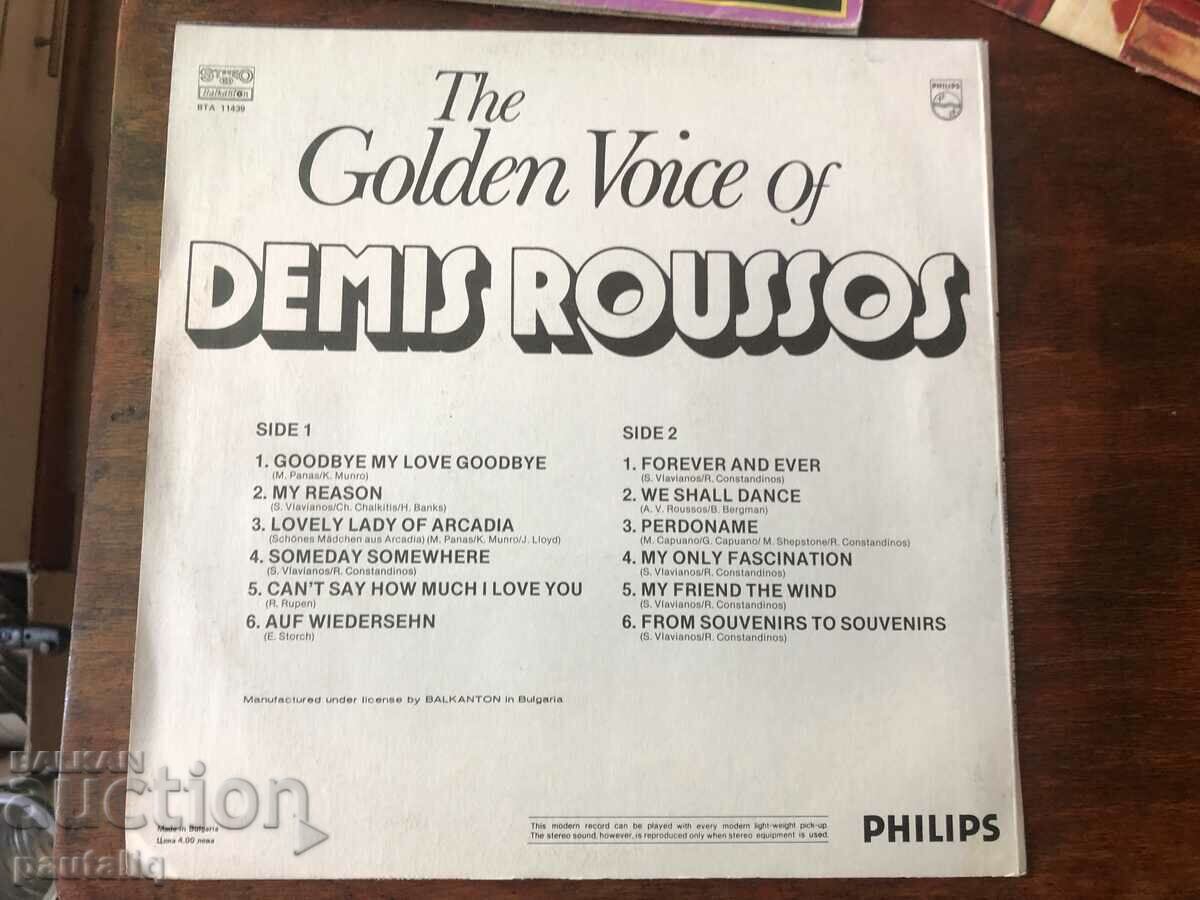 STEREO
Balkanton
BTA 11439
PHILIPS
The
Golden Voice Of
DEMIS ROUSSOS
SIDE 1
1. GOODBYE MY LOVE GOODBYE
(M. Panas/K. Munro)
2. MY REASON
(S. Vlavianos/Ch. Chalkitis/H. Banks)
3. LOVELY LADY OF ARCADIA
(Schönes Mädchen aus Arcadia) (M. Panas/K. Munro/J. Lloyd)
4. SOMEDAY SOMEWHERE
(S. Vlavianos/R. Constandinos)
5. CAN'T SAY HOW MUCH I LOVE YOU
(R. Rupen)
6. AUF WIEDERSEHN
(E. Storch)
SIDE 2
1. FOREVER AND EVER
(S. Vlavianos/R. Constandinos)
2. WE SHALL DANCE
(A. V. Roussos/B. Bergman)
3. PERDONAME
(M. Capuano/G. Capuano/ M. Shepstone/R. Constandinos)
4. MY ONLY FASCINATION
(S. Vlavianos/R. Constandinos)
5. MY FRIEND THE WIND
(S. Vlavianos/R. Constandinos)
6. FROM SOUVENIRS TO SOUVENIRS
(S. Vlavianos/R. Constandinos)
Manufactured under license by BALKANTON in Bulgaria
BALKAN
auction
Made in Bulgaria
Цена 4.00 лева
pautaliq
This modern record can be played with every modern light-weight pick-up.
The stereo sound, however, is reproduced only when stereo equipment is used.
PHILIPS